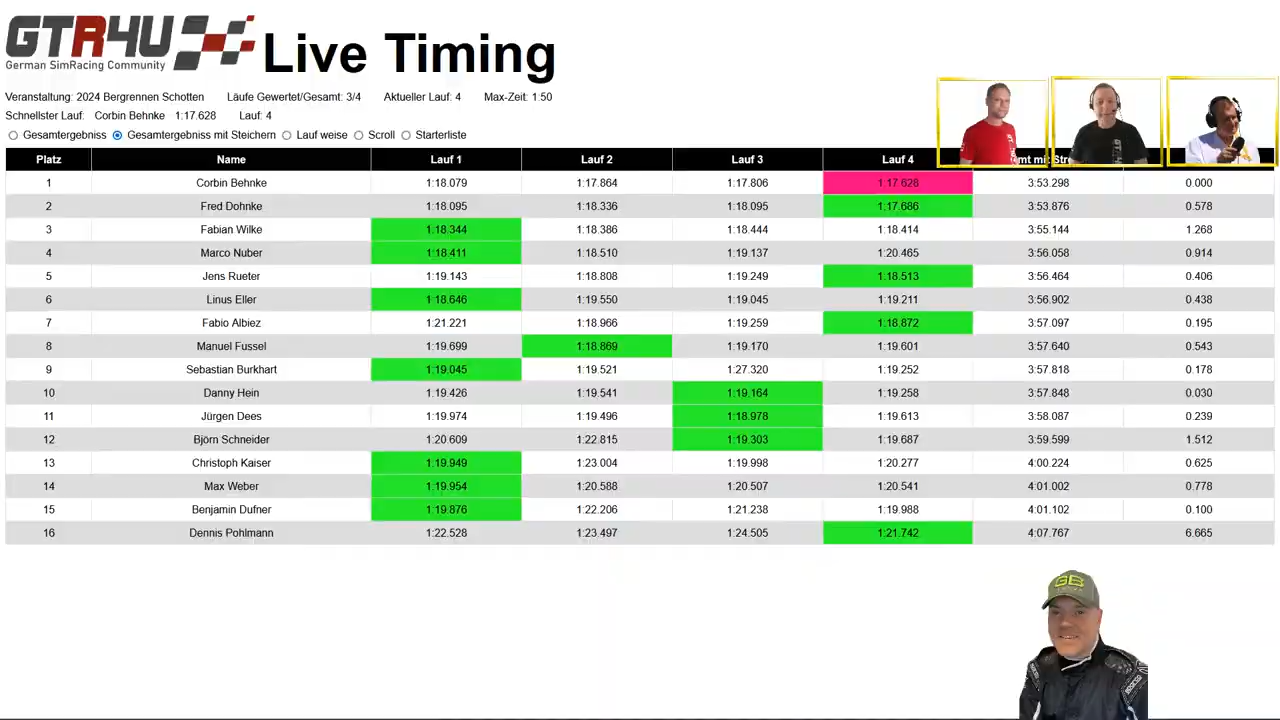 GTR4U
German SimRacing Community
Live Timing
Veranstaltung: 2024 Bergrennen Schotten Läufe Gewertet/Gesamt: 3/4 Aktueller Lauf: 4 Max-Zeit: 1:50
Schnellster Lauf: Corbin Behnke 1:17.628 Lauf: 4
Gesamtergebniss Gesamtergebniss mit Steichern Lauf weise Scroll Starterliste
Platz Name Lauf 1 Lauf 2 Lauf 3 Lauf 4 mt mit Stre
1 Corbin Behnke 1:18.079 1:17.864 1:17.806 1:17.628 3:53.298 0.000
2 Fred Dohnke 1:18.095 1:18.336 1:18.095 1:17.686 3:53.876 0.578
3 Fabian Wilke 1:18.344 1:18.386 1:18.444 1:18.414 3:55.144 1.268
4 Marco Nuber 1:18.411 1:18.510 1:19.137 1:20.465 3:56.058 0.914
5 Jens Rueter 1:19.143 1:18.808 1:19.249 1:18.513 3:56.464 0.406
6 Linus Eller 1:18.646 1:19.550 1:19.045 1:19.211 3:56.902 0.438
7 Fabio Albiez 1:21.221 1:18.966 1:19.259 1:18.872 3:57.097 0.195
8 Manuel Fussel 1:19.699 1:18.869 1:19.170 1:19.601 3:57.640 0.543
9 Sebastian Burkhart 1:19.045 1:19.521 1:27.320 1:19.252 3:57.818 0.178
10 Danny Hein 1:19.426 1:19.541 1:19.164 1:19.258 3:57.848 0.030
11 Jürgen Dees 1:19.974 1:19.496 1:18.978 1:19.613 3:58.087 0.239
12 Björn Schneider 1:20.609 1:22.815 1:19.303 1:19.687 3:59.599 1.512
13 Christoph Kaiser 1:19.949 1:23.004 1:19.998 1:20.277 4:00.224 0.625
14 Max Weber 1:19.954 1:20.588 1:20.507 1:20.541 4:01.002 0.778
15 Benjamin Dufner 1:19.876 1:22.206 1:21.238 1:19.988 4:01.102 0.100
16 Dennis Pohlmann 1:22.528 1:23.497 1:24.505 1:21.742 4:07.767 6.665
GB